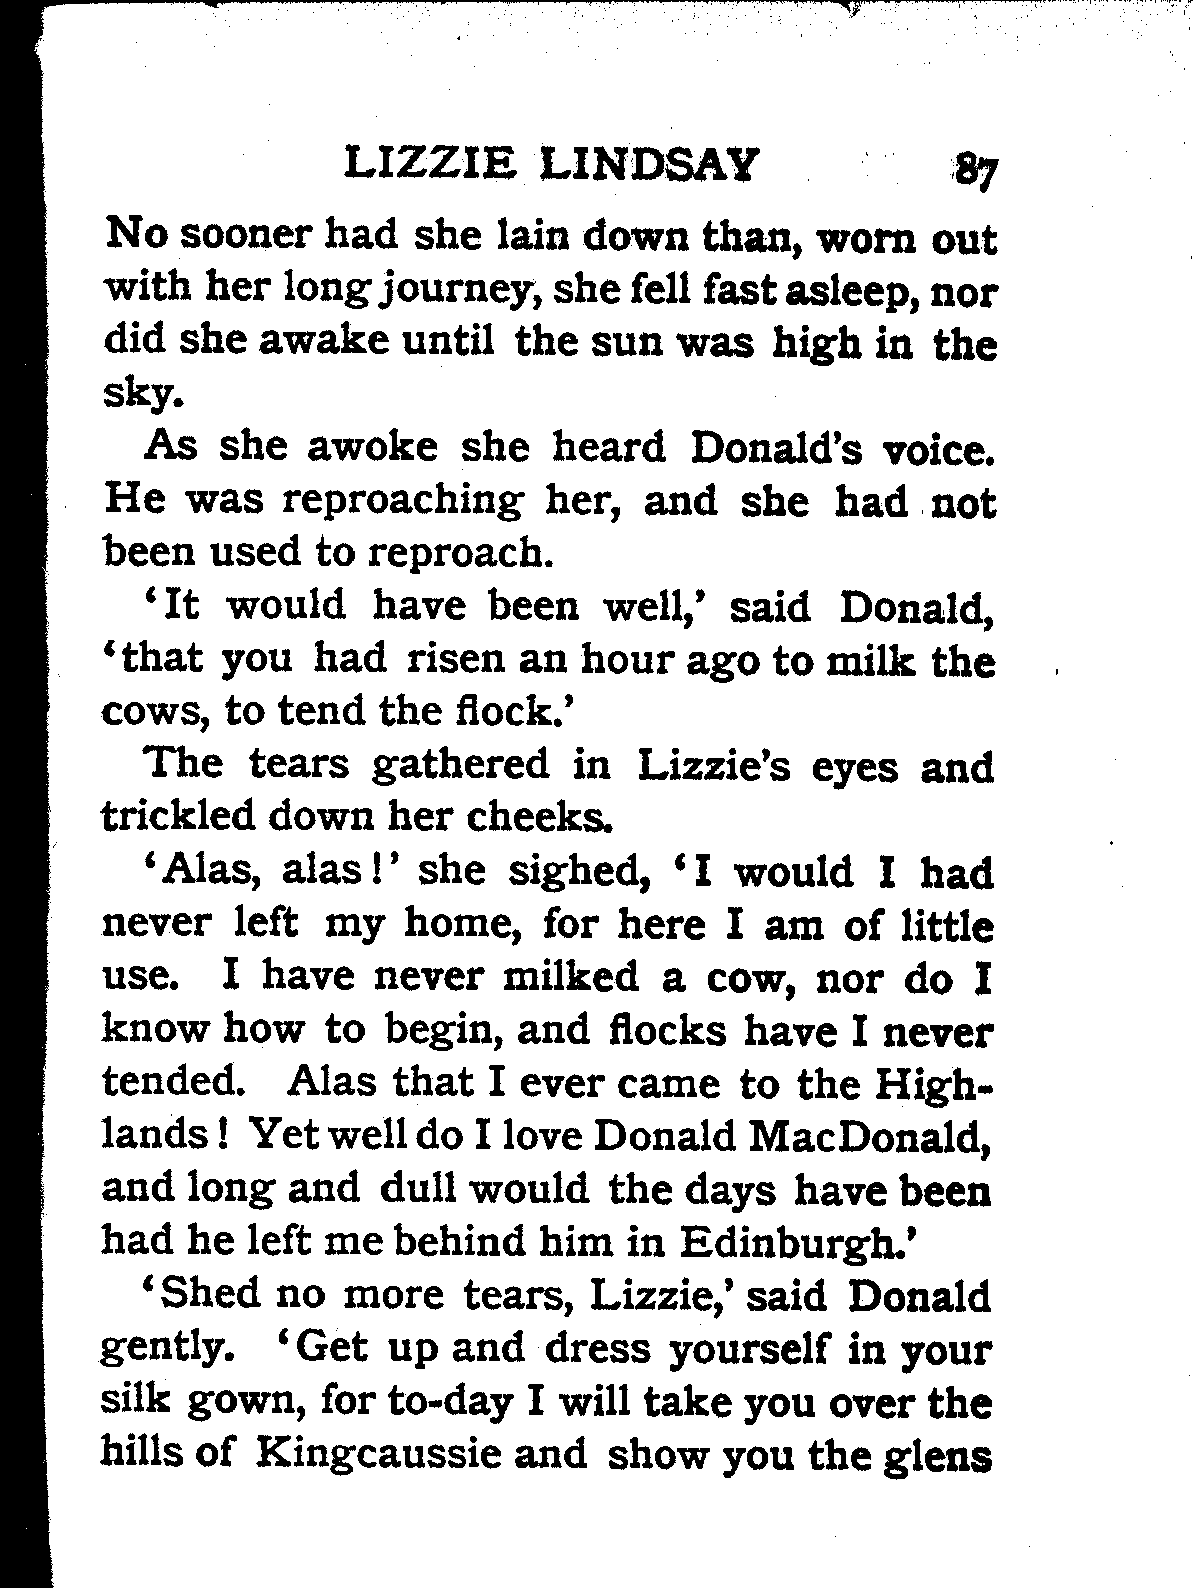 LIZZIE LINDSAY 87
No sooner had she lain down than, worn out
with her long journey, she fell fast asleep, nor
did she awake until the sun was high in the
sky.
As she awoke she heard Donald's voice.
He was reproaching her, and she had not
been used to reproach.
‘It would have been well,’ said Donald,
‘that you had risen an hour ago to milk the
cows, to tend the flock.’
The tears gathered in Lizzie's eyes and
trickled down her cheeks.
‘Alas, alas!’ she sighed, ‘I would I had
never left my home, for here I am of little
use. I have never milked a cow, nor do I
know how to begin, and flocks have I never
tended. Alas that I ever came to the High-
lands! Yet well do I love Donald MacDonald,
and long and dull would the days have been
had he left me behind him in Edinburgh.’
‘Shed no more tears, Lizzie,’ said Donald
gently. ‘Get up and dress yourself in your
silk gown, for to-day I will take you over the
hills of Kingcaussie and show you the glens